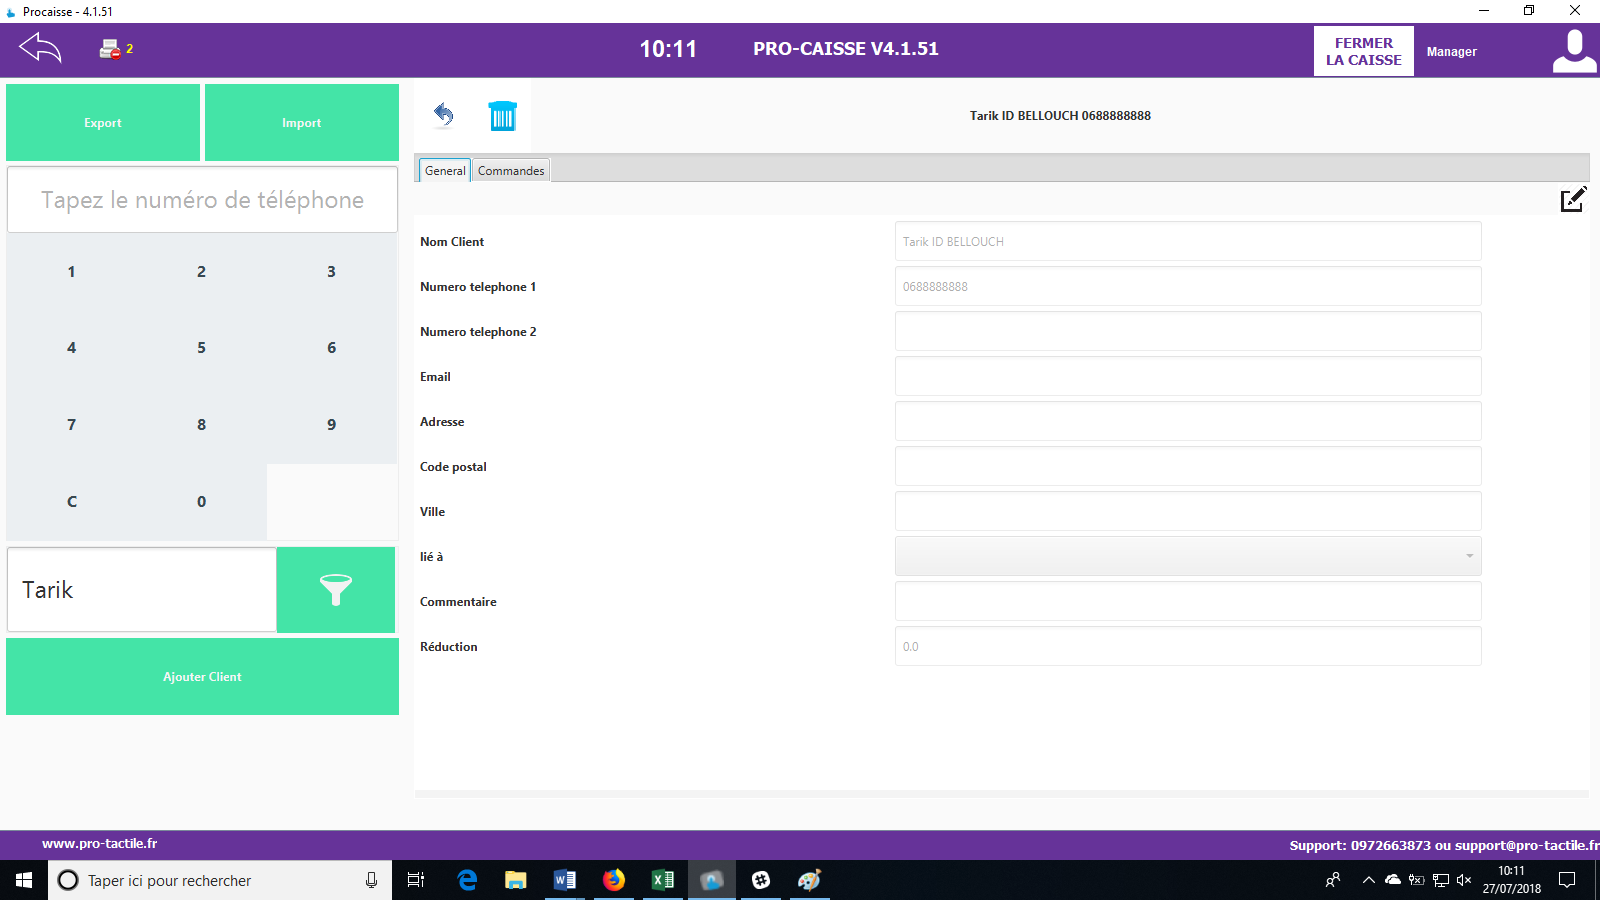 Procaisse - 4.1.51
2
10:11
PRO-CAISSE V4.1.51
FERMER
LA CAISSE
Manager
Export
Import
Tapez le numéro de téléphone
1 2 3
4 5 6
7 8 9
C 0
Tarik
Ajouter Client
Tarik ID BELLOUCH 0688888888
General
Commandes
Nom Client
Tarik ID BELLOUCH
Numero telephone 1
0688888888
Numero telephone 2
Email
Adresse
Code postal
Ville
lié à
Commentaire
Réduction
0.0
www.pro-tactile.fr
Support: 0972663873 ou support@pro-tactile.fr
Taper ici pour rechercher
10:11
27/07/2018